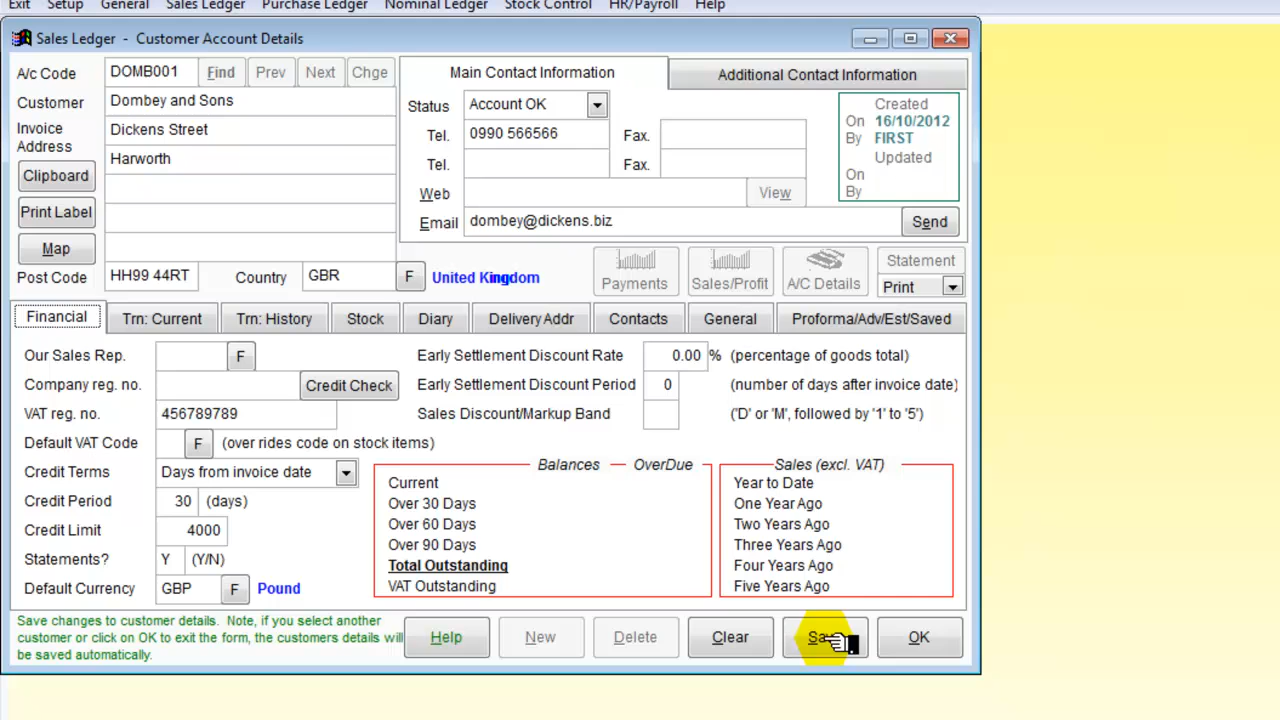 Exit Setup General Sales Ledger Purchase Ledger Nominal Ledger Stock Control HR/Payroll Help
Sales Ledger - Customer Account Details
A/c Code DOMB001 Find Prev Next Chge
Customer Dombey and Sons
Invoice Address Dickens Street
Harworth
Clipboard
Print Label
Map
Post Code HH99 44RT Country GBR F United Kingdom
Main Contact Information Additional Contact Information
Status Account OK
Tel. 0990 566566 Fax.
Tel. Fax.
Web View
Email dombey@dickens.biz Send
Created
On 16/10/2012
By FIRST
Updated
On
By
Payments Sales/Profit A/C Details Statement
Print
Financial Trn: Current Trn: History Stock Diary Delivery Addr Contacts General Proforma/Adv/Est/Saved
Our Sales Rep. F
Company reg. no. Credit Check
VAT reg. no. 456789789
Default VAT Code F (over rides code on stock items)
Credit Terms Days from invoice date
Credit Period 30 (days)
Credit Limit 4000
Statements? Y (Y/N)
Default Currency GBP F Pound
Early Settlement Discount Rate 0.00 % (percentage of goods total)
Early Settlement Discount Period 0 (number of days after invoice date)
Sales Discount/Markup Band ('D' or 'M', followed by '1' to '5')
Balances OverDue
Current
Over 30 Days
Over 60 Days
Over 90 Days
Total Outstanding
VAT Outstanding
Sales (excl. VAT)
Year to Date
One Year Ago
Two Years Ago
Three Years Ago
Four Years Ago
Five Years Ago
Save changes to customer details. Note, if you select another
customer or click on OK to exit the form, the customers details will
be saved automatically.
Help New Delete Clear OK